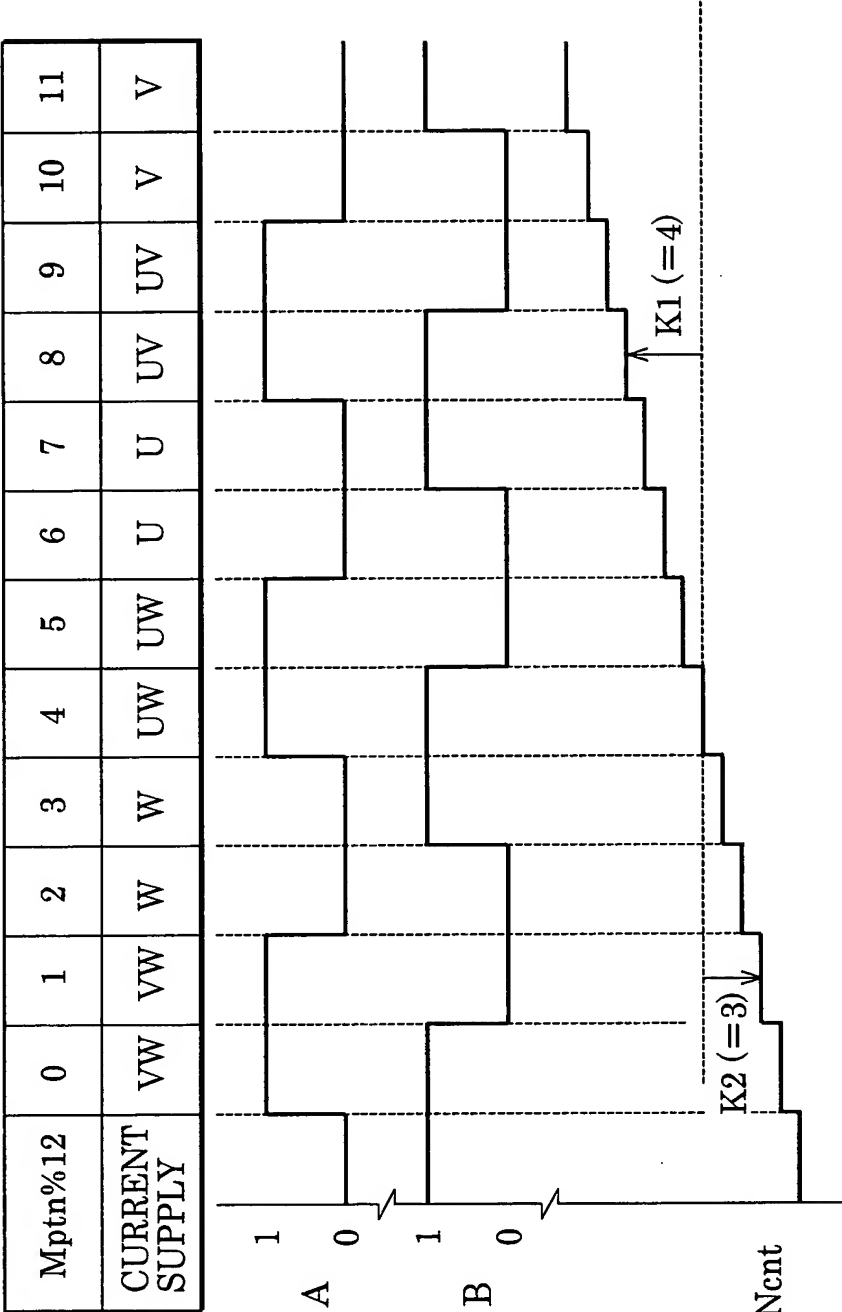 Mptn%12 0 1 2 3 4 5 6 7 8 9 10 11
CURRENT SUPPLY VW VW W W UW UW U U UV UV V V
A
1
0
B
1
0
Ncnt
K2 (=3)
K1 (=4)